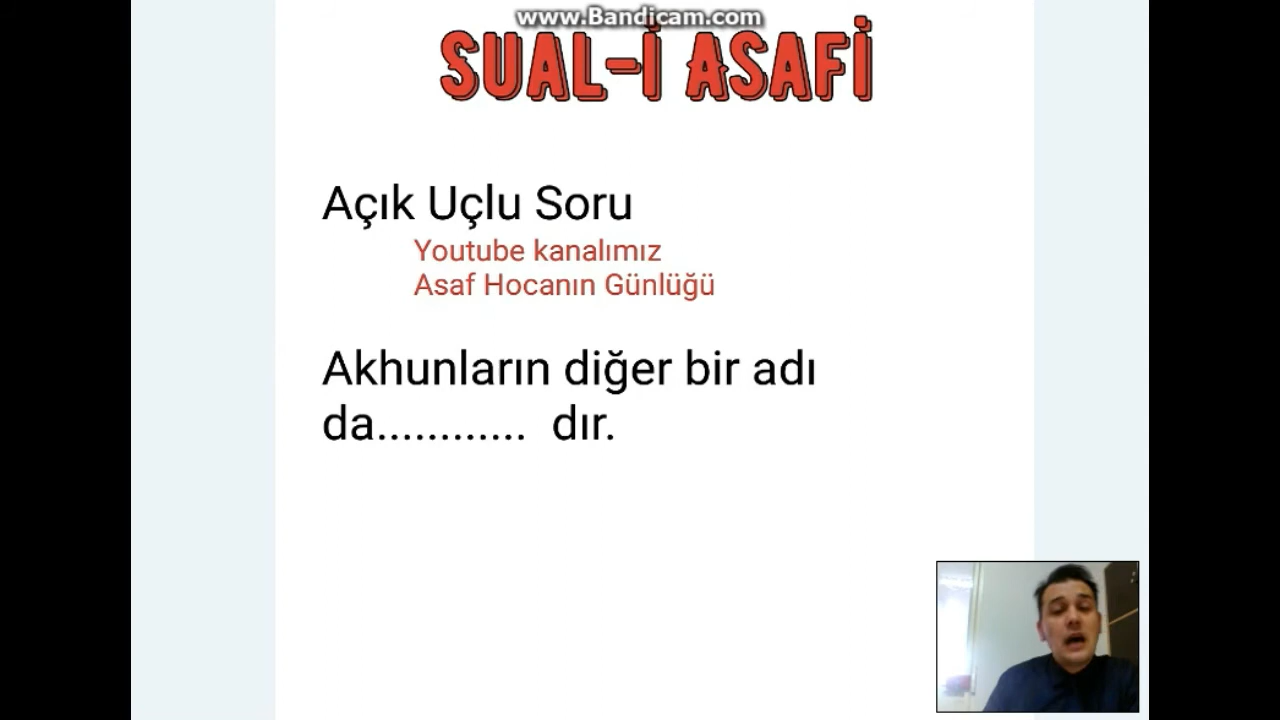 www.Bandicam.com
SUAL-İ ASAFİ
Açık Uçlu Soru
Youtube kanalımız
Asaf Hocanın Günlüğü
Akhunların diğer bir adı
da............ dır.